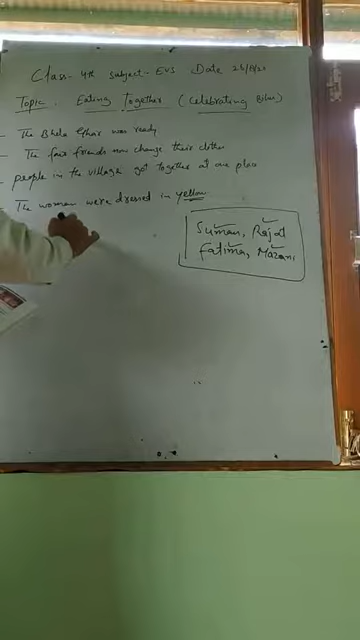 Class- 4th Subject- EVS Date 26/8/21
Topic. Eating Together (Celebrating Bihu)
- The Bhela Ghar was ready
- The four friends now change their clothes
people in the village got together at one place
The women were dressed in yellow
Suman, Rajat
Fatima, Mazani